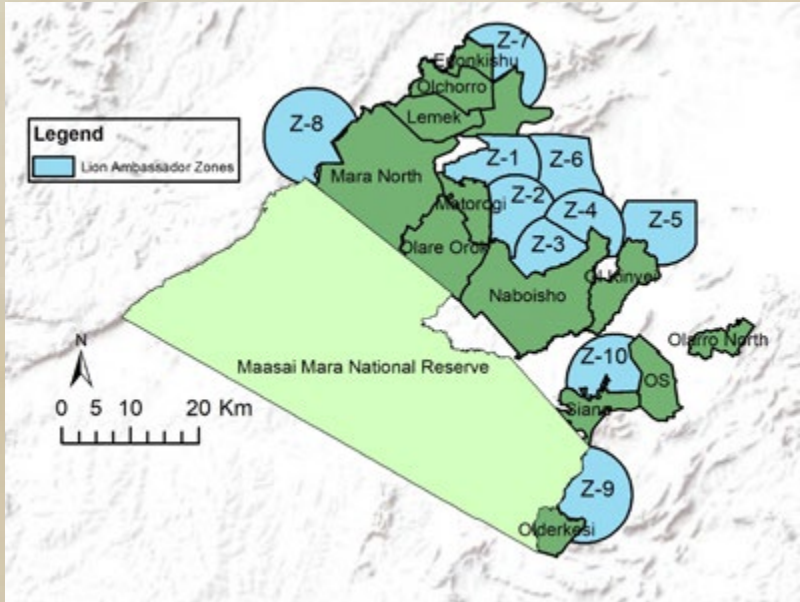 Z-7
Enonkishu
Olchorro
Lemek
Z-8
Legend
Lion Ambassador Zones
Z-1
Z-6
Mara North
Z-2
Matorogi
Z-4
Z-5
Olare Orok
Z-3
Ol Kinyei
Naboisho
N
Olarro North
Z-10
Maasai Mara National Reserve
OS
0 5 10 20 Km
Siana
Z-9
Olderkesi